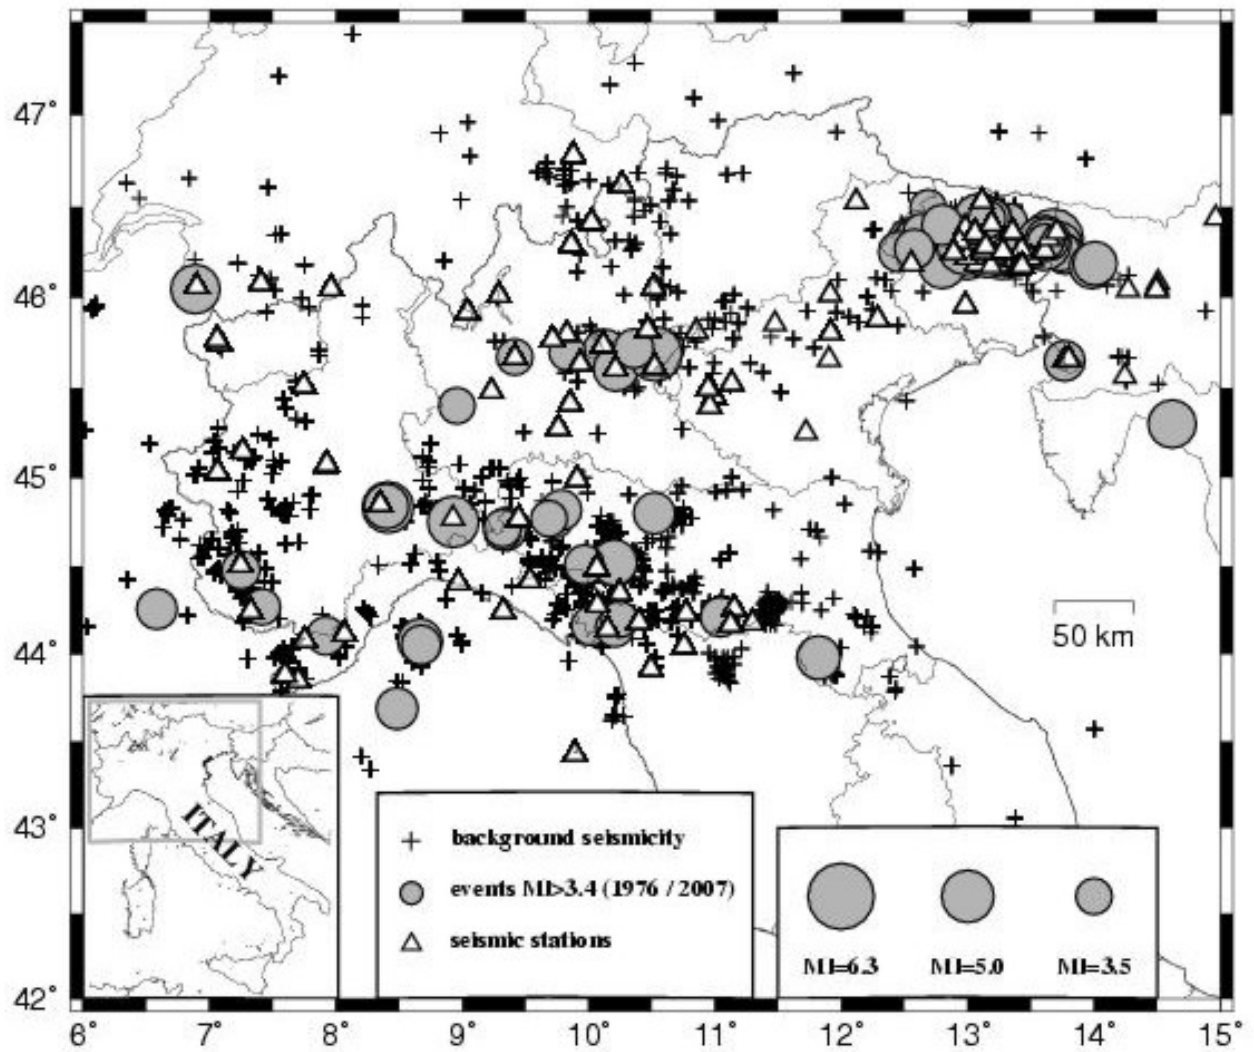 47°
46°
45°
44°
43°
42°
50 km
ITALY
background seismicity
events Ml>3.4 (1976 / 2007)
seismic stations
Ml=6.3 Ml=5.0 Ml=3.5
6° 7° 8° 9° 10° 11° 12° 13° 14° 15°